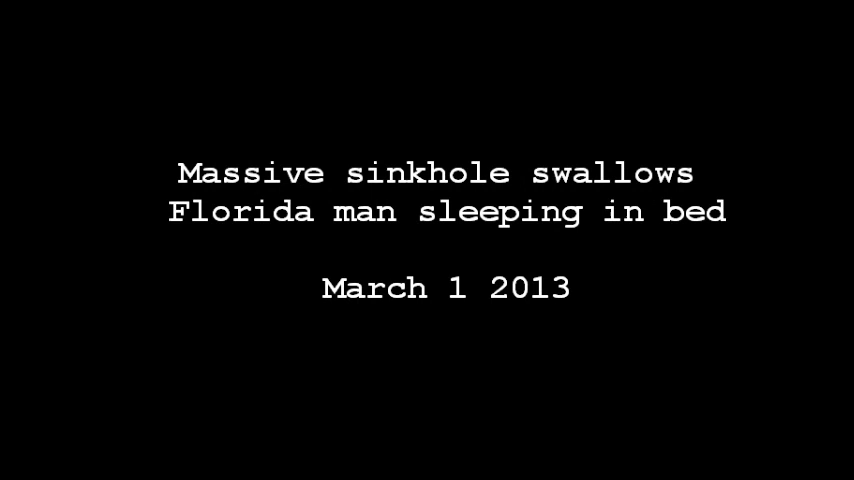 Massive sinkhole swallows
Florida man sleeping in bed
March 1 2013